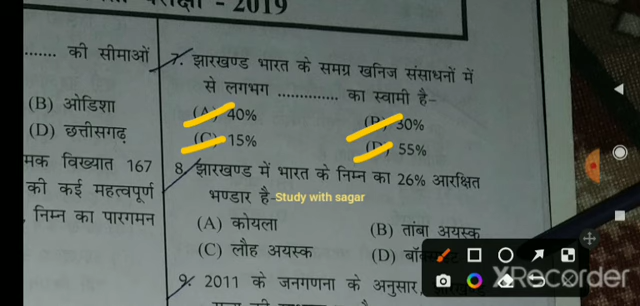 परीक्षा - 2019
....... की सीमाओं
(B) ओडिशा
(D) छत्तीसगढ़
मक विख्यात 167
की कई महत्वपूर्ण
निम्न का पारगमन
7. झारखण्ड भारत के समग्र खनिज संसाधनों में
से लगभग .............. का स्वामी है-
(A) 40%
(B) 30%
(C) 15%
(D) 55%
8. झारखण्ड में भारत के निम्न का 26% आरक्षित
भण्डार है-
Study with sagar
(A) कोयला
(B) तांबा अयस्क
(C) लौह अयस्क
(D)
9. 2011 के जनगणना के अनुसार,
XRecorder